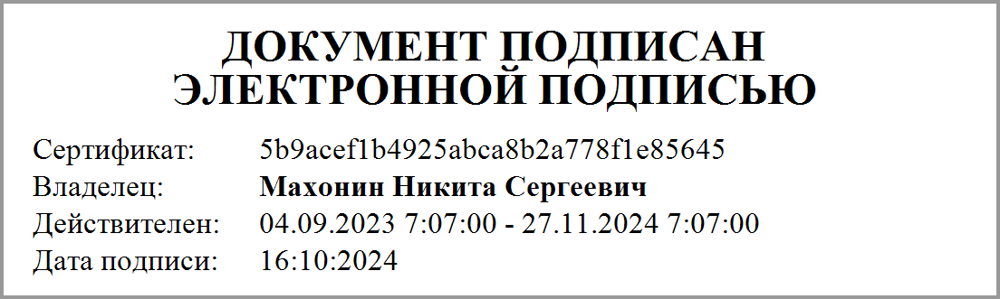 ДОКУМЕНТ ПОДПИСАН
ЭЛЕКТРОННОЙ ПОДПИСЬЮ
Сертификат: 5b9acef1b4925abca8b2a778f1e85645
Владелец: Махонин Никита Сергеевич
Действителен: 04.09.2023 7:07:00 - 27.11.2024 7:07:00
Дата подписи: 16:10:2024